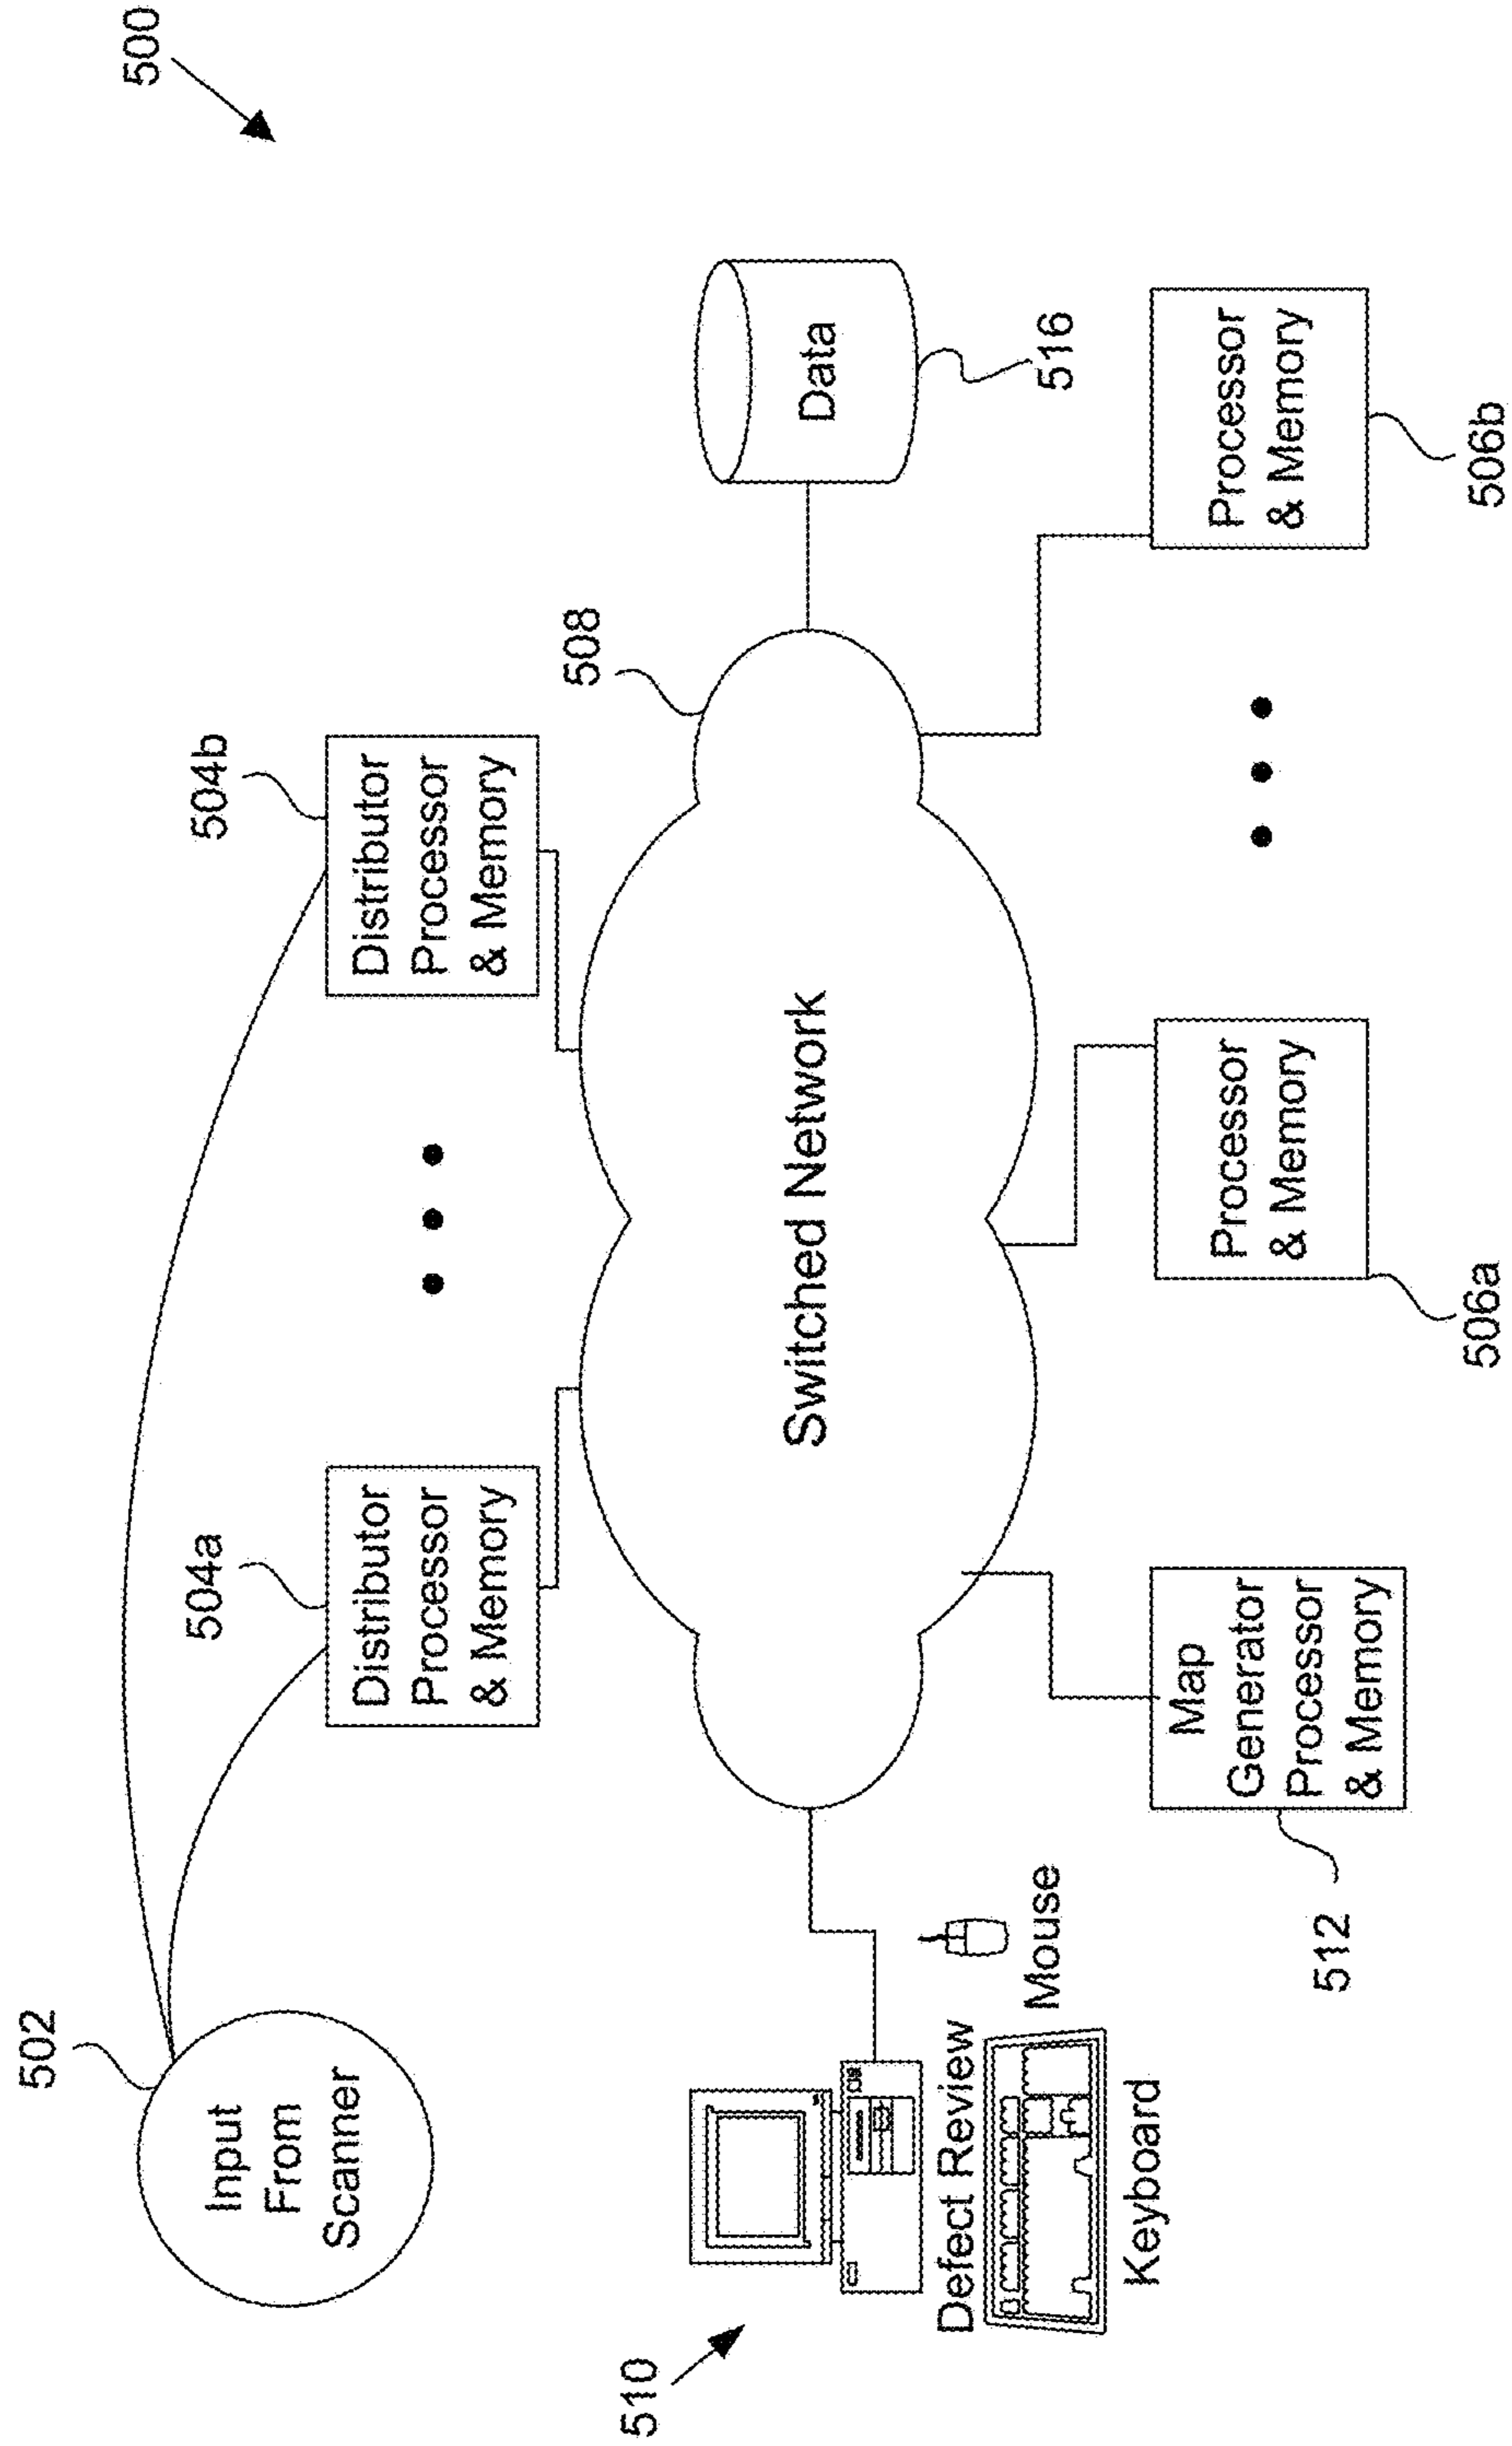 500
502
Input
From
Scanner
504a
Distributor
Processor
& Memory
504b
Distributor
Processor
& Memory
508
Switched Network
Data
516
510
Defect Review
Mouse
Keyboard
512
Map
Generator
Processor
& Memory
506a
Processor
& Memory
506b
Processor
& Memory